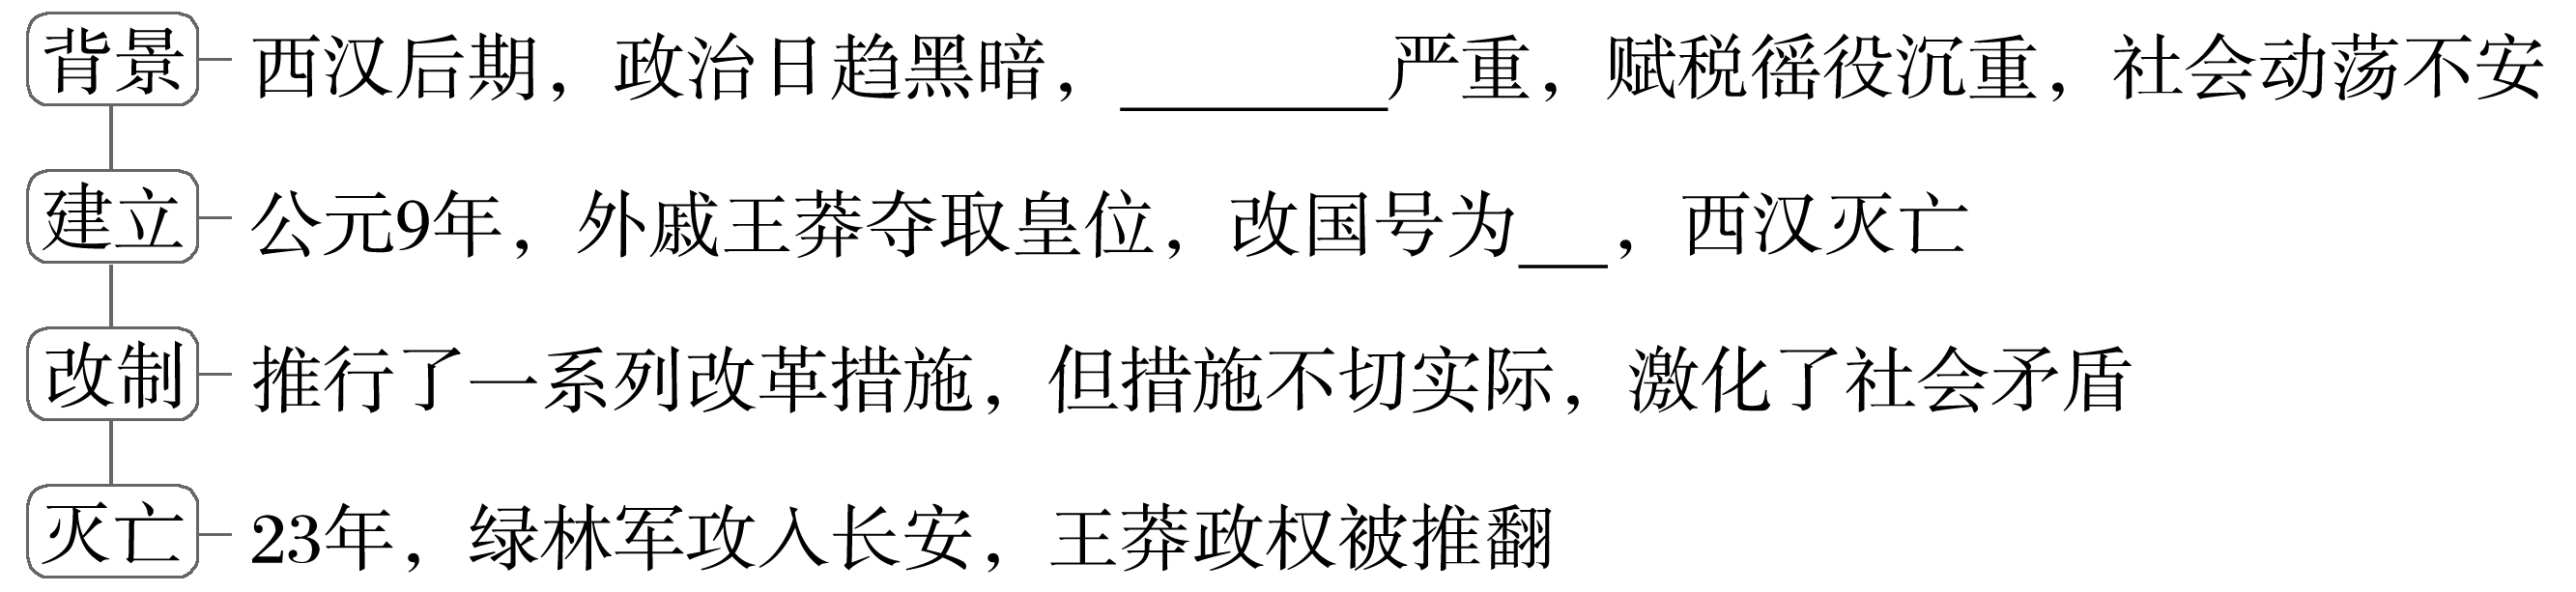 背景 西汉后期，政治日趋黑暗，________严重，赋税徭役沉重，社会动荡不安
建立 公元9年，外戚王莽夺取皇位，改国号为___，西汉灭亡
改制 推行了一系列改革措施，但措施不切实际，激化了社会矛盾
灭亡 23年，绿林军攻入长安，王莽政权被推翻